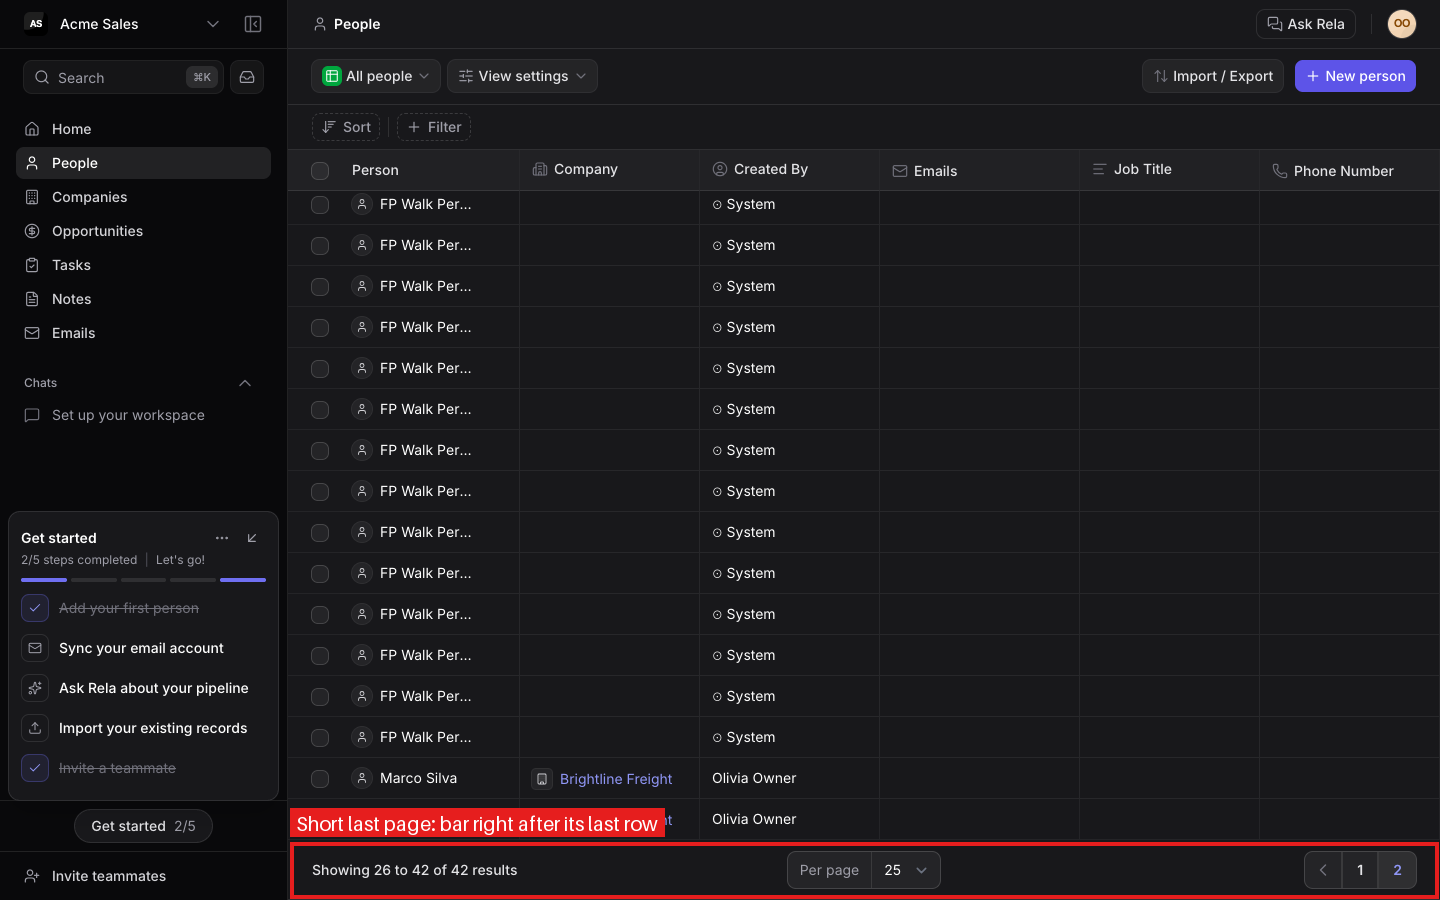 AS Acme Sales
Search ⌘K
Home
People
Companies
Opportunities
Tasks
Notes
Emails
Chats
Set up your workspace
Get started
2/5 steps completed | Let's go!
Add your first person
Sync your email account
Ask Rela about your pipeline
Import your existing records
Invite a teammate
Get started 2/5
Invite teammates
People
Ask Rela OO
All people View settings Import / Export + New person
Sort + Filter
Person Company Created By Emails Job Title Phone Number
FP Walk Per... System
FP Walk Per... System
FP Walk Per... System
FP Walk Per... System
FP Walk Per... System
FP Walk Per... System
FP Walk Per... System
FP Walk Per... System
FP Walk Per... System
FP Walk Per... System
FP Walk Per... System
FP Walk Per... System
FP Walk Per... System
FP Walk Per... System
Marco Silva Brightline Freight Olivia Owner
Olivia Owner
Short last page: bar right after its last row
Showing 26 to 42 of 42 results Per page 25 1 2